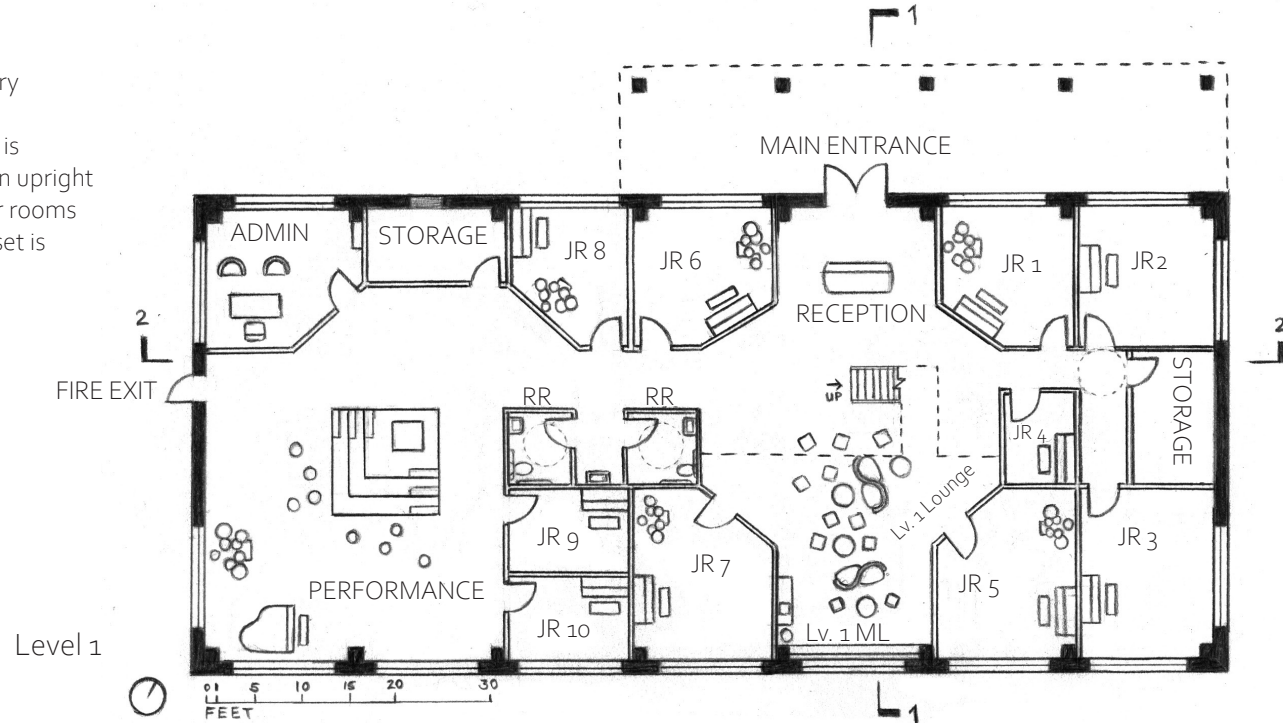 1
ry
is
n upright
r rooms
set is
MAIN ENTRANCE
ADMIN
STORAGE
JR 8
JR 6
JR 1
JR 2
RECEPTION
2
2
FIRE EXIT
UP
RR
RR
JR 4
STORAGE
Lv. 1 Lounge
JR 9
JR 7
JR 5
JR 3
PERFORMANCE
JR 10
Lv. 1 ML
Level 1
0 1 5 10 15 20 30
FEET
1